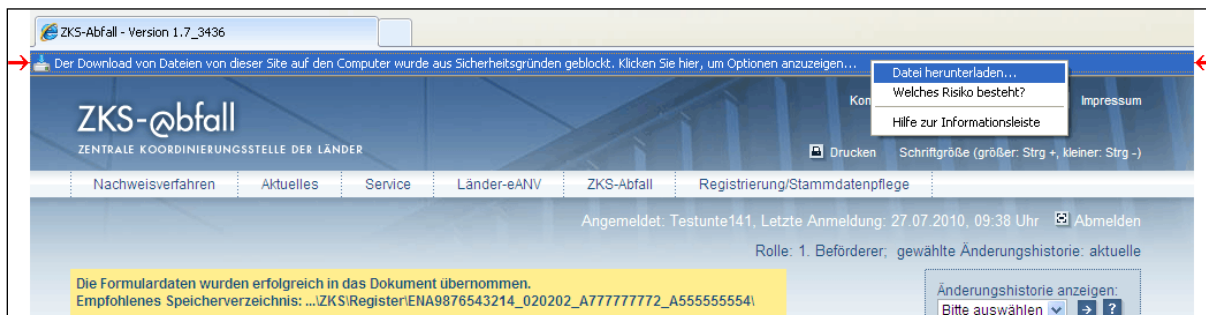 ZKS-Abfall - Version 1.7_3436
Der Download von Dateien von dieser Site auf den Computer wurde aus Sicherheitsgründen geblockt. Klicken Sie hier, um Optionen anzuzeigen...
Datei herunterladen...
Welches Risiko besteht?
Hilfe zur Informationsleiste
Kon
Impressum
ZKS-@bfall
ZENTRALE KOORDINIERUNGSSTELLE DER LÄNDER
Drucken Schriftgröße (größer: Strg +, kleiner: Strg -)
Nachweisverfahren Aktuelles Service Länder-eANV ZKS-Abfall Registrierung/Stammdatenpflege
Angemeldet: Testunte141, Letzte Anmeldung: 27.07.2010, 09:38 Uhr Abmelden
Rolle: 1. Beförderer; gewählte Änderungshistorie: aktuelle
Die Formulardaten wurden erfolgreich in das Dokument übernommen.
Empfohlenes Speicherverzeichnis: ...\ZKS\Register\ENA9876543214_020202_A777777772_A555555554\
Änderungshistorie anzeigen:
Bitte auswählen ?